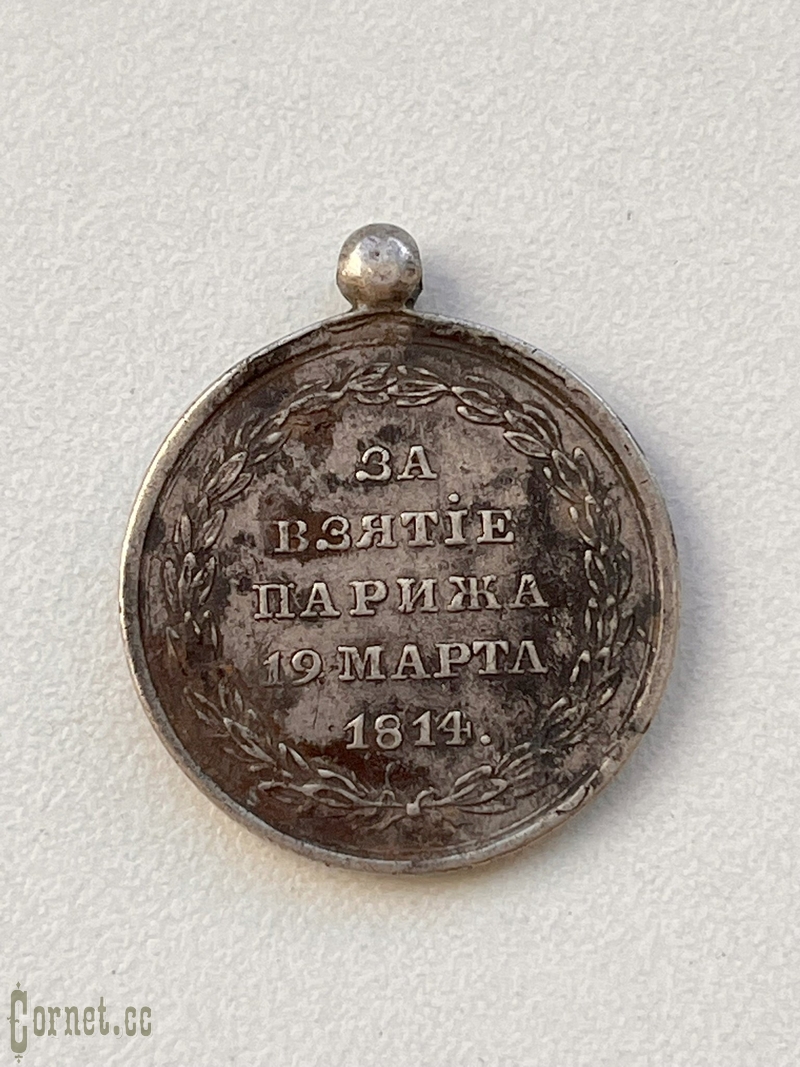 ЗА
ВЗЯТІЕ
ПАРИЖА
19 МАРТА
1814.
Cornet.cc